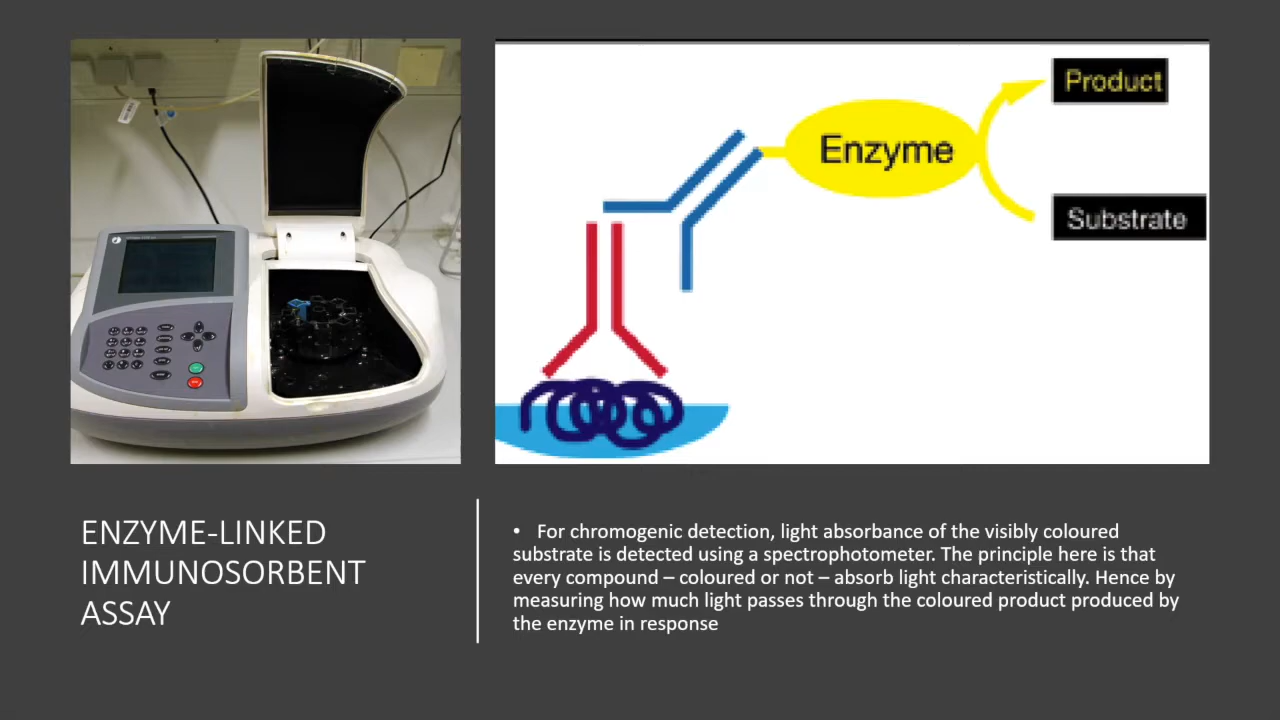 Product
Enzyme
Substrate
ENZYME-LINKED
IMMUNOSORBENT
ASSAY
• For chromogenic detection, light absorbance of the visibly coloured
substrate is detected using a spectrophotometer. The principle here is that
every compound – coloured or not – absorb light characteristically. Hence by
measuring how much light passes through the coloured product produced by
the enzyme in response